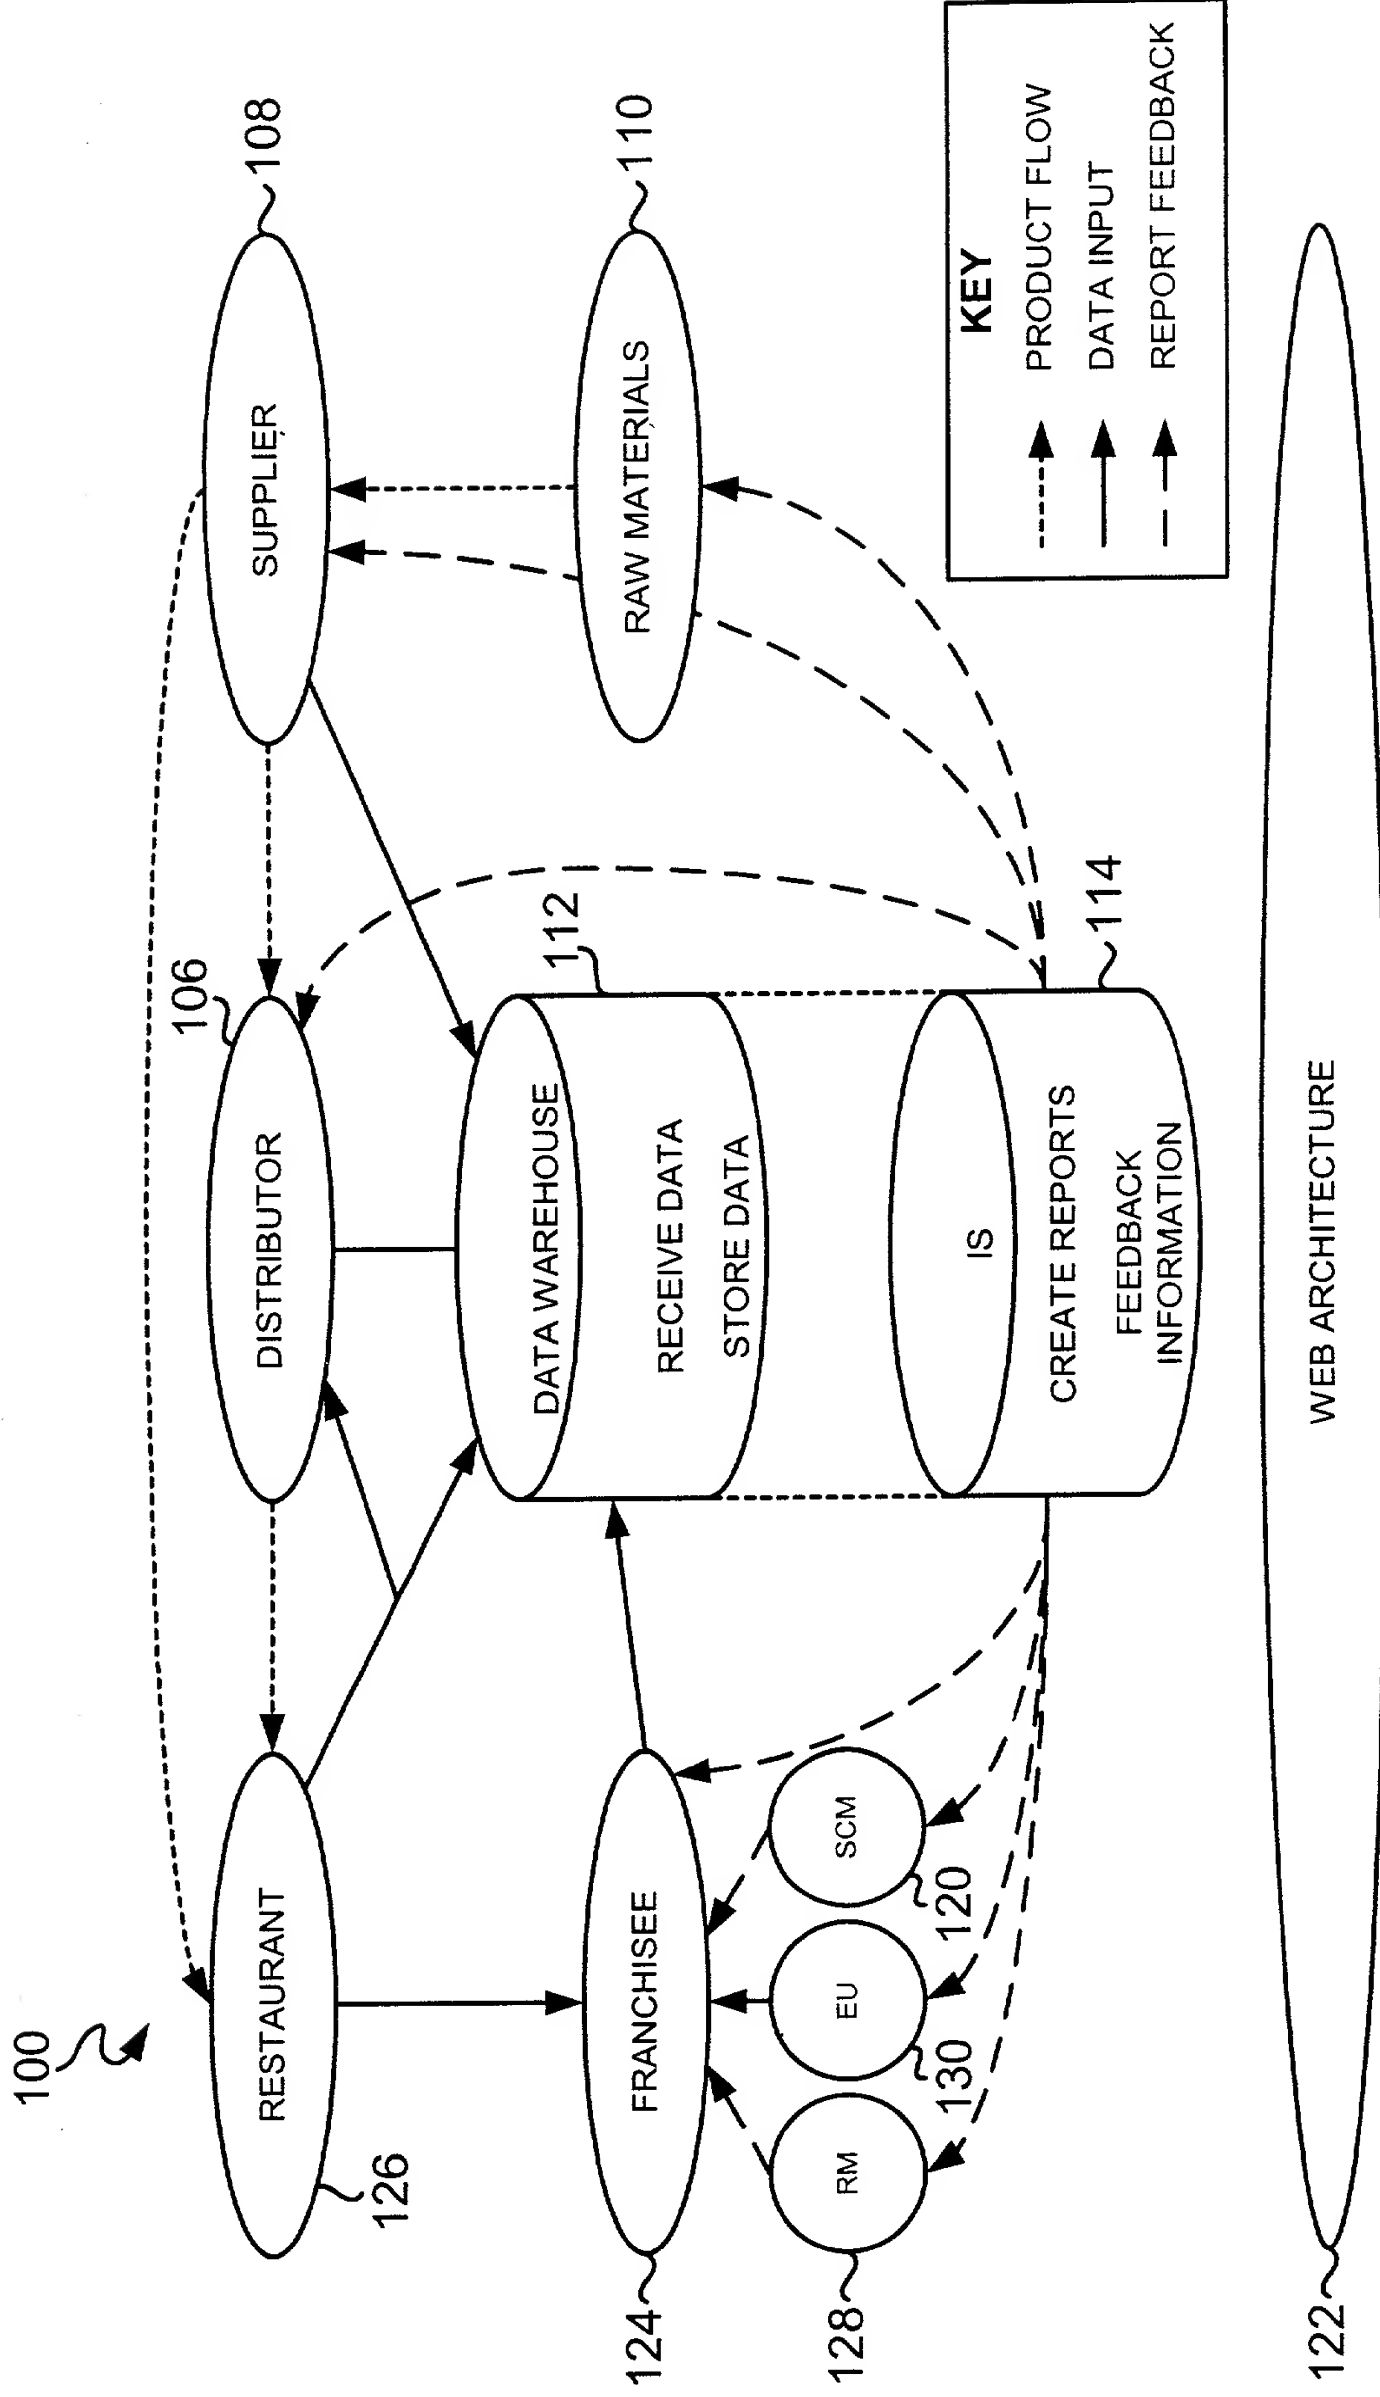 100
126
RESTAURANT
106
DISTRIBUTOR
108
SUPPLIER
124
FRANCHISEE
112
DATA WAREHOUSE
RECEIVE DATA
STORE DATA
110
RAW MATERIALS
128
RM
EU
130
SCM
120
IS
CREATE REPORTS
FEEDBACK
INFORMATION
114
KEY
PRODUCT FLOW
DATA INPUT
REPORT FEEDBACK
122
WEB ARCHITECTURE